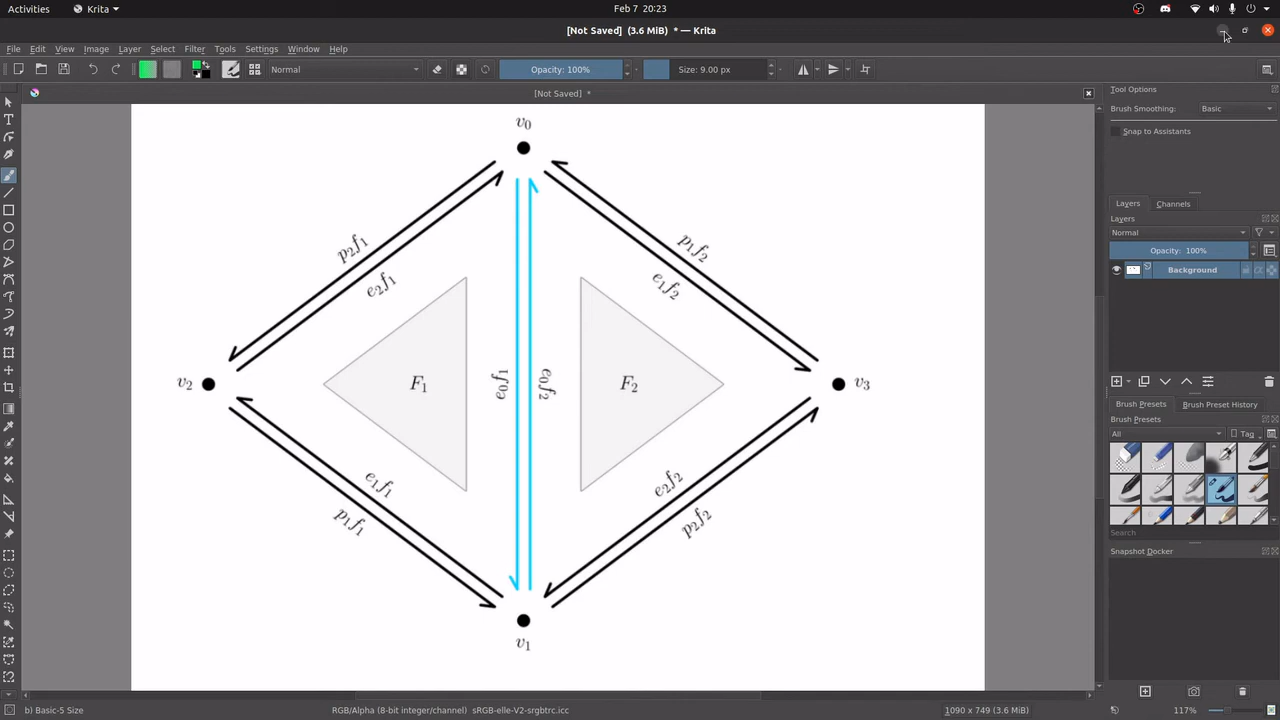 Activities Krita Feb 7 20:23
[Not Saved] (3.6 MiB) * — Krita
File Edit View Image Layer Select Filter Tools Settings Window Help
Normal Opacity: 100% Size: 9.00 px
[Not Saved] *
Tool Options
Brush Smoothing: Basic
Snap to Assistants
Layers Channels
Layers
Normal
Opacity: 100%
Background
Brush Presets Brush Preset History
Brush Presets
All Tag
Search
Snapshot Docker
v₀
p₂f₁
e₂f₁
p₁f₂
e₁f₂
v₂
F₁
e₀f₁
e₀f₂
F₂
v₃
e₁f₁
p₁f₁
e₂f₂
p₂f₂
v₁
b) Basic-5 Size RGB/Alpha (8-bit integer/channel) sRGB-elle-V2-srgbtrc.icc 1090 x 749 (3.6 MiB) 117%